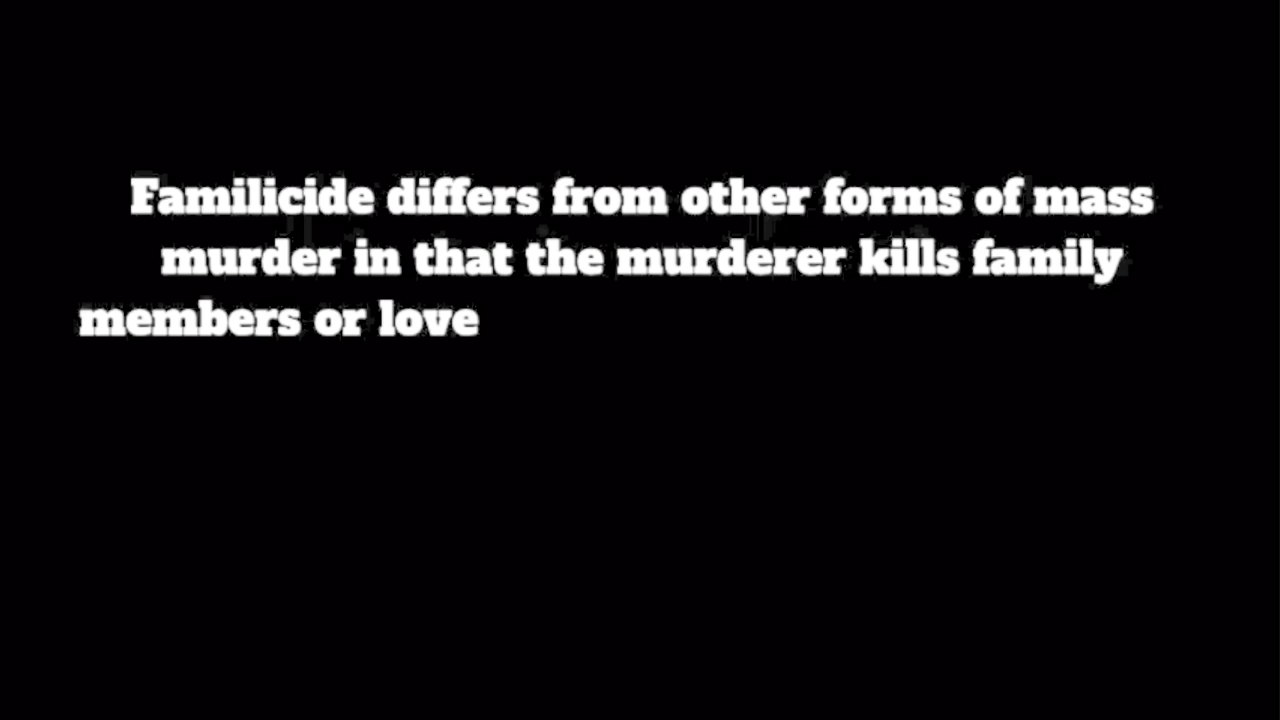 Familicide differs from other forms of mass
murder in that the murderer kills family
members or love